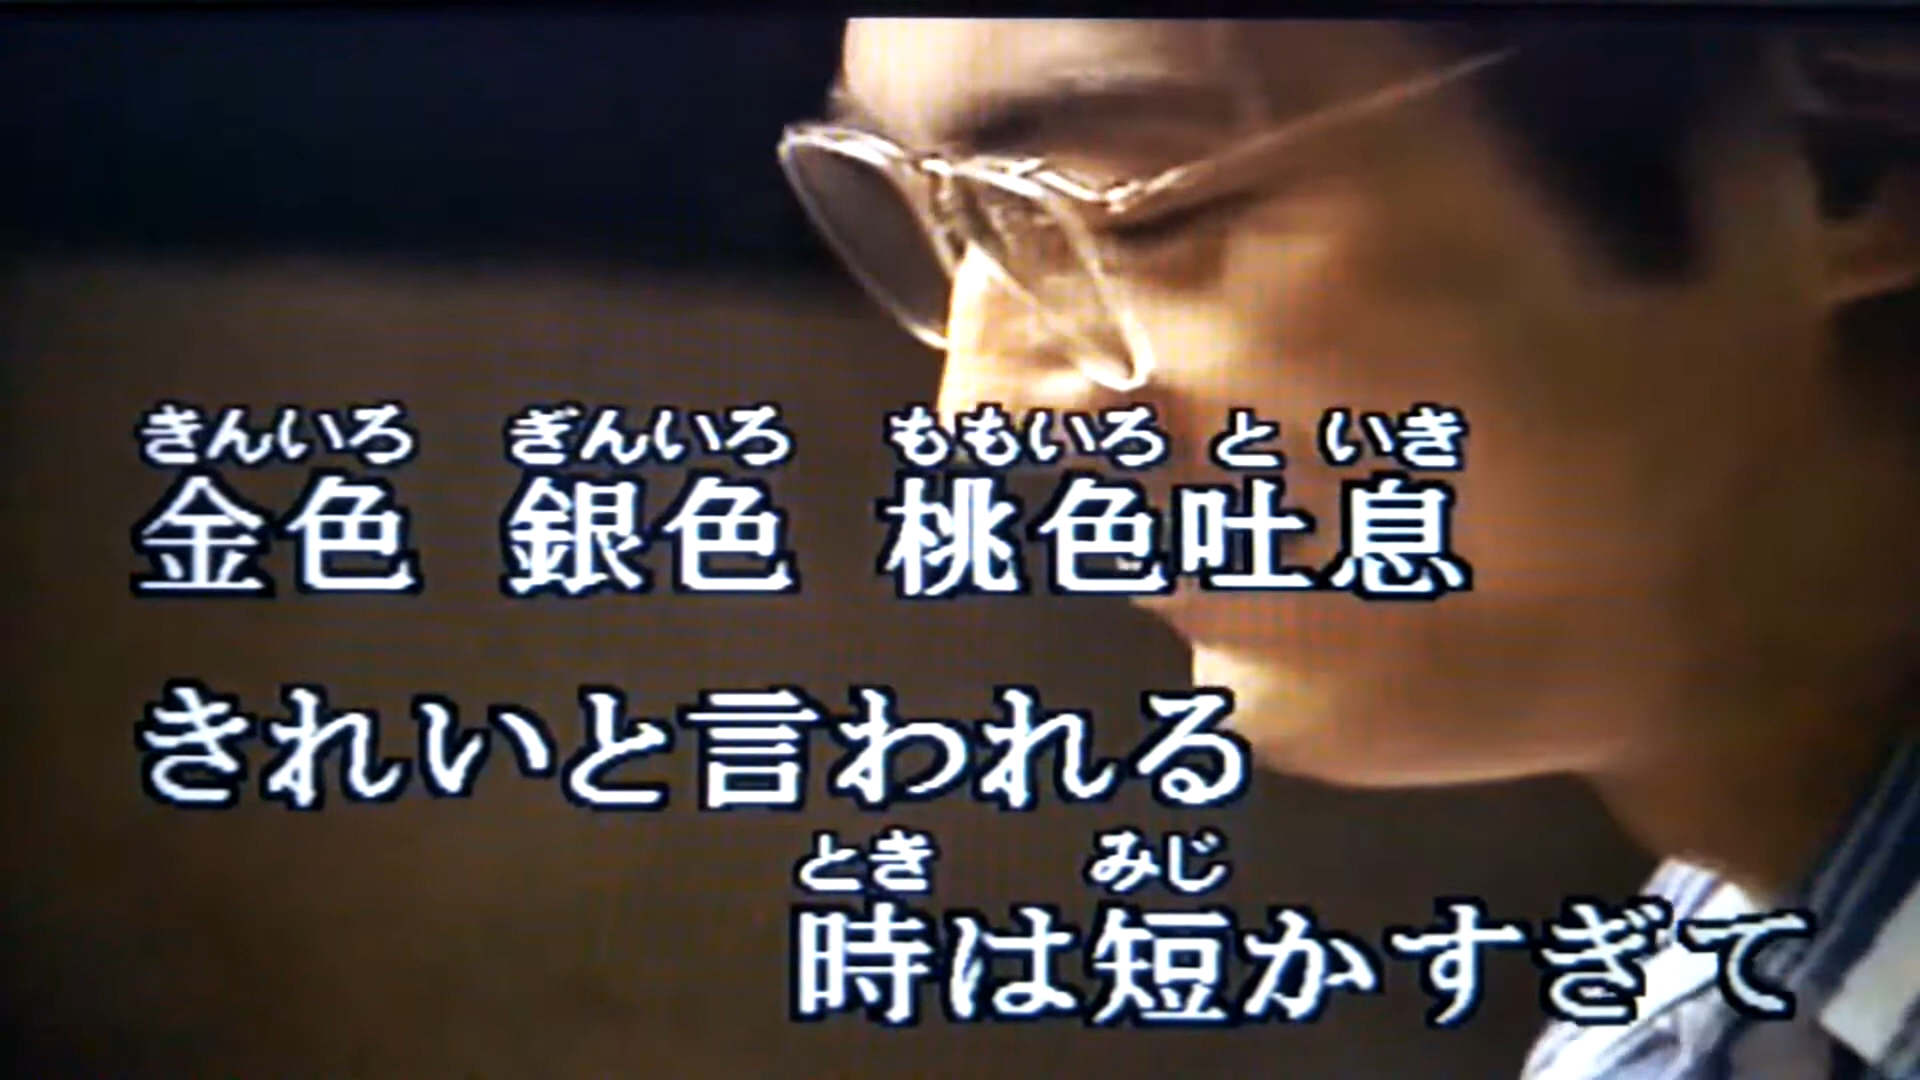 きんいろ ぎんいろ ももいろ と いき
金色 銀色 桃色吐息
きれいと言われる
とき みじ
時は短かすぎて